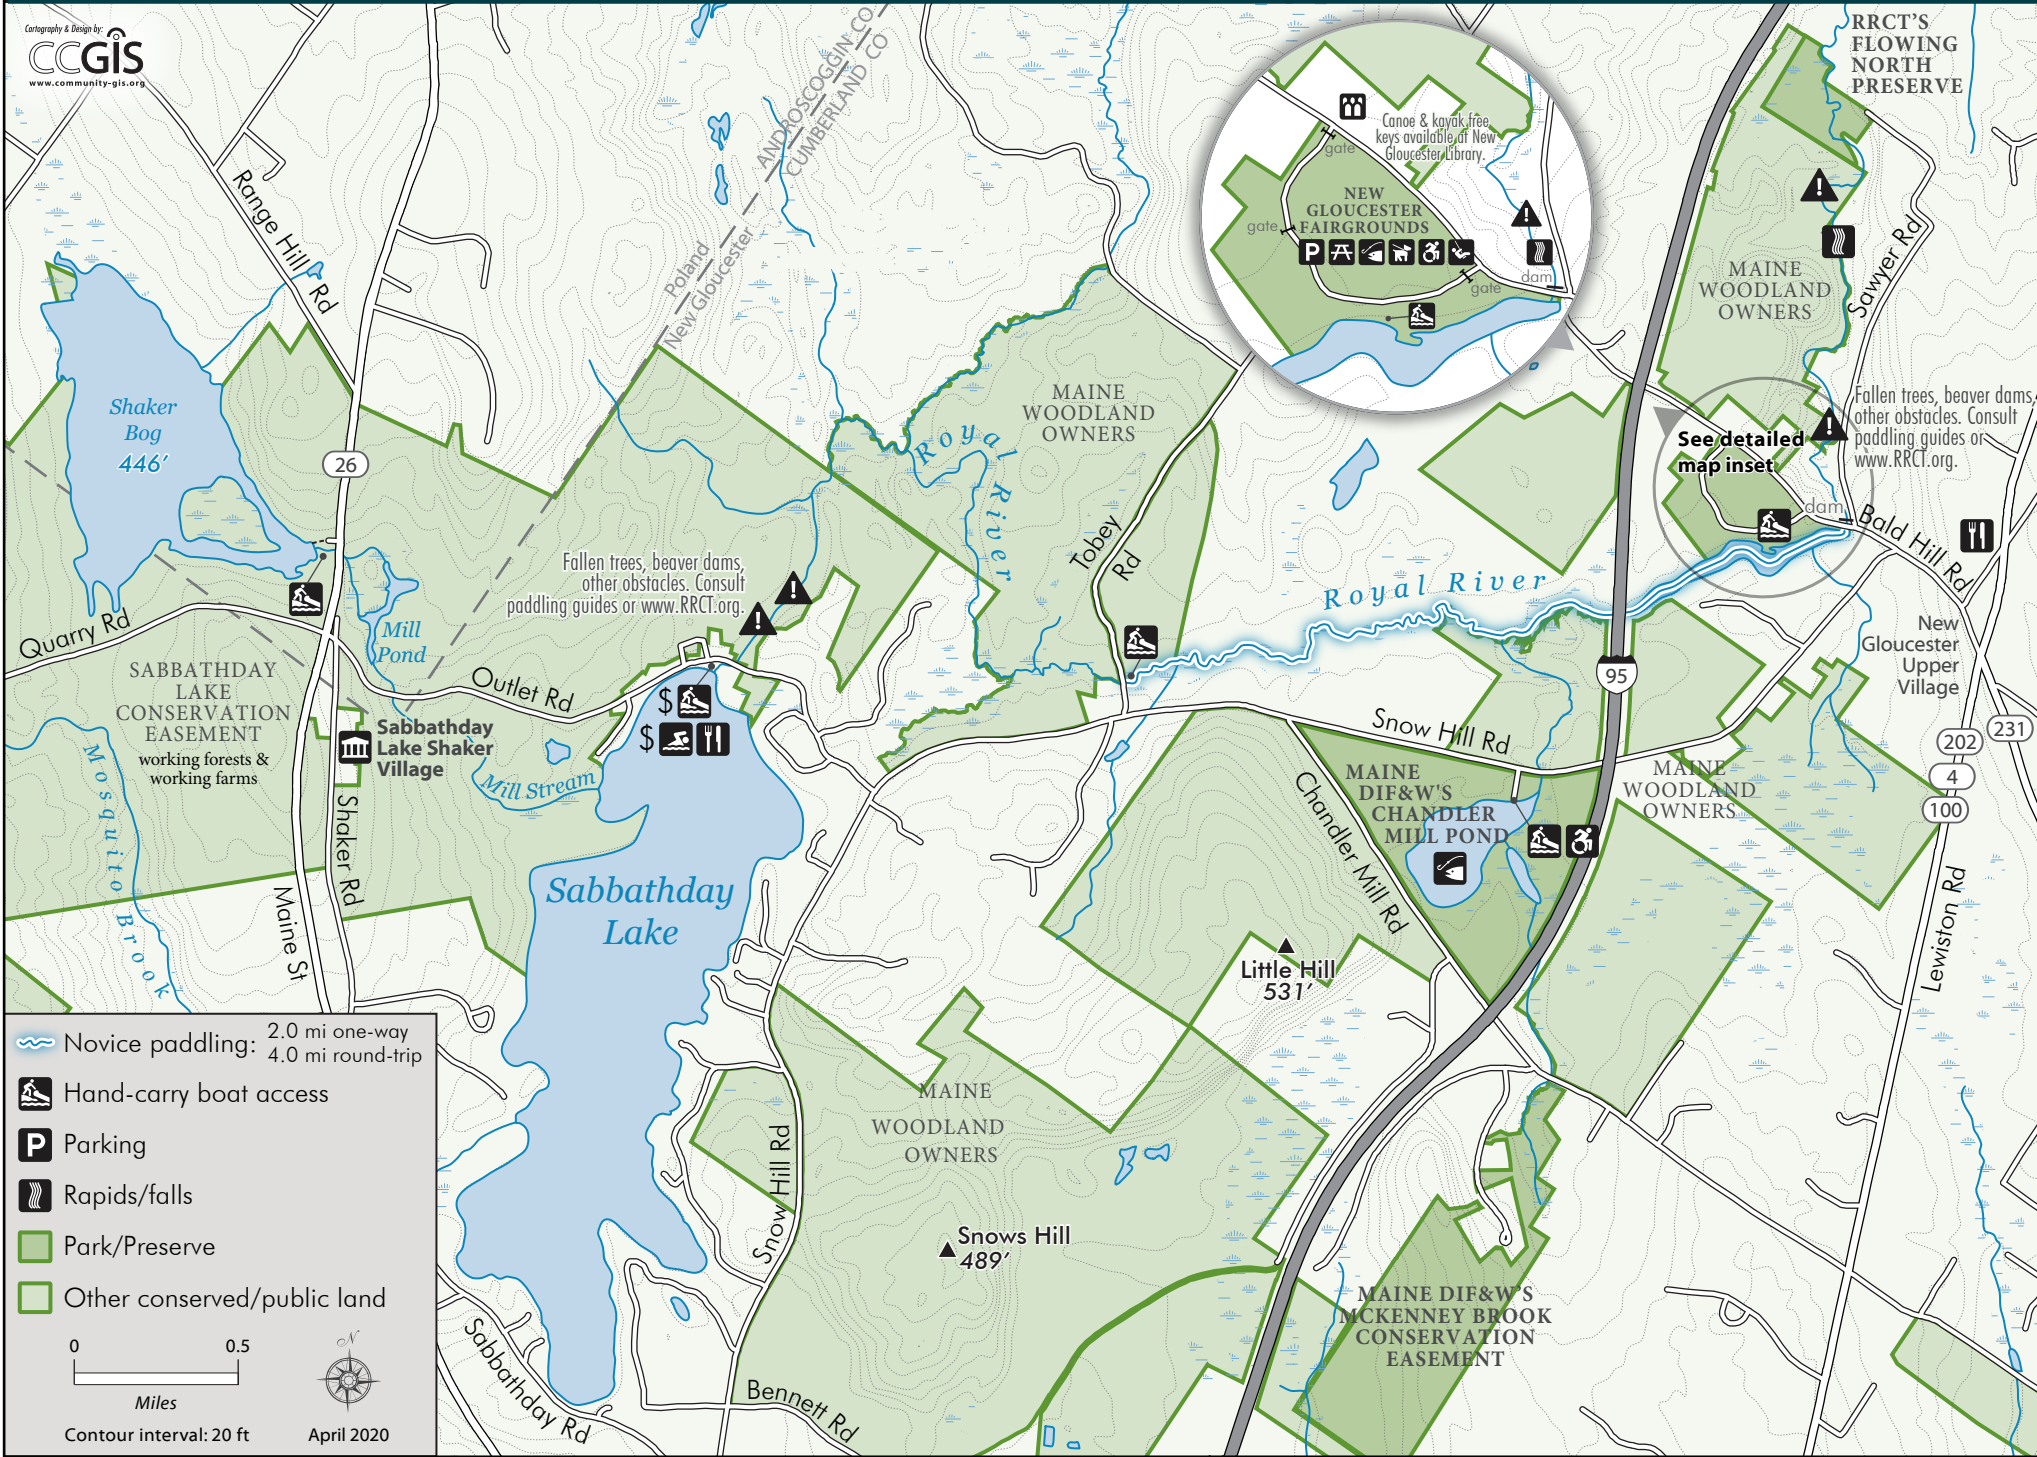 Cartography & Design by:
CCGIS
www.community-gis.org
ANDROSCOGGIN CO
CUMBERLAND CO
Poland
New Gloucester
Range Hill Rd
Shaker
Bog
446'
26
Quarry Rd
Mill
Pond
Outlet Rd
SABBATHDAY
LAKE
CONSERVATION
EASEMENT
working forests &
working farms
Sabbathday
Lake Shaker
Village
Mosquito Brook
Shaker Rd
Maine St
Mill Stream
Fallen trees, beaver dams,
other obstacles. Consult
paddling guides or www.RRCT.org.
$
$
Sabbathday
Lake
MAINE
WOODLAND
OWNERS
Royal
River
Tobey
Rd
Royal River
Canoe & kayak free
keys available at New
Gloucester Library.
gate
NEW
GLOUCESTER
FAIRGROUNDS
gate
P
gate
dam
RRCT'S
FLOWING
NORTH
PRESERVE
MAINE
WOODLAND
OWNERS
Sawyer Rd
Fallen trees, beaver dams,
other obstacles. Consult
paddling guides or
www.RRCT.org.
See detailed
map inset
dam
Bald Hill Rd
New
Gloucester
Upper
Village
95
202
231
4
100
Snow Hill Rd
MAINE
DIF&W'S
CHANDLER
MILL POND
Chandler Mill Rd
MAINE
WOODLAND
OWNERS
Lewiston Rd
Little Hill
531'
MAINE
WOODLAND
OWNERS
Snow Hill Rd
Snows Hill
489'
MAINE DIF&W'S
MCKENNEY BROOK
CONSERVATION
EASEMENT
Sabbathday Rd
Bennett Rd
Novice paddling: 2.0 mi one-way
4.0 mi round-trip
Hand-carry boat access
P Parking
Rapids/falls
Park/Preserve
Other conserved/public land
0 0.5
Miles
N
Contour interval: 20 ft
April 2020